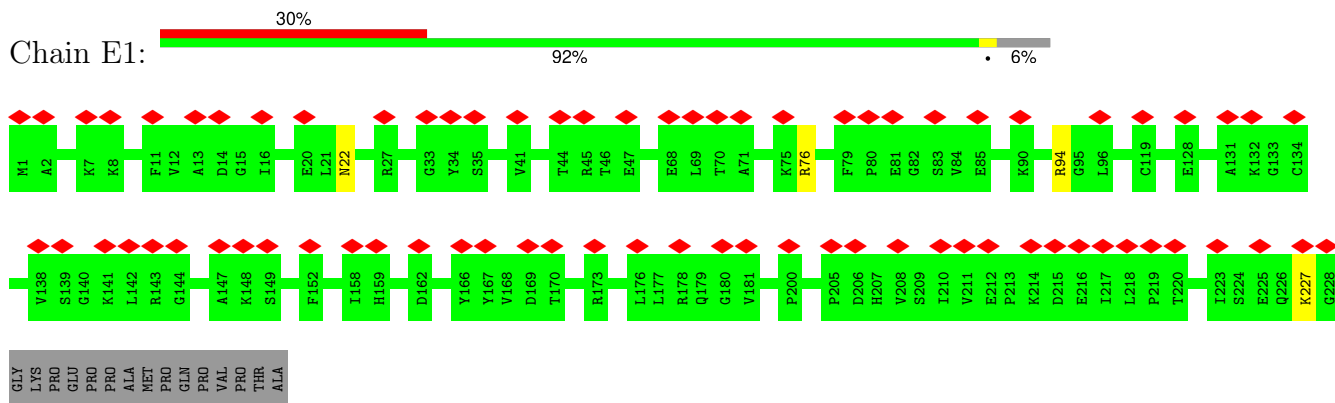 30%
Chain E1:
92%
•
6%
M1 A2 K7 K8 F11 V12 A13 D14 G15 I16 E20 L21 N22 R27 G33 Y34 S35 V41 T44 R45 T46 E47 E68 L69 T70 A71 K75 R76 F79 P80 E81 G82 S83 V84 E85 K90 R94 G95 L96 C119 E128 A131 K132 G133 C134
V138 S139 G140 K141 L142 R143 G144 A147 K148 S149 F152 I158 H159 D162 Y166 Y167 V168 D169 T170 R173 L176 L177 R178 Q179 G180 V181 P200 P205 D206 H207 V208 S209 I210 V211 E212 P213 K214 D215 E216 I217 L218 P219 T220 I223 S224 E225 Q226 K227 G228
GLY LYS PRO GLU PRO PRO ALA MET PRO GLN PRO VAL PRO THR ALA